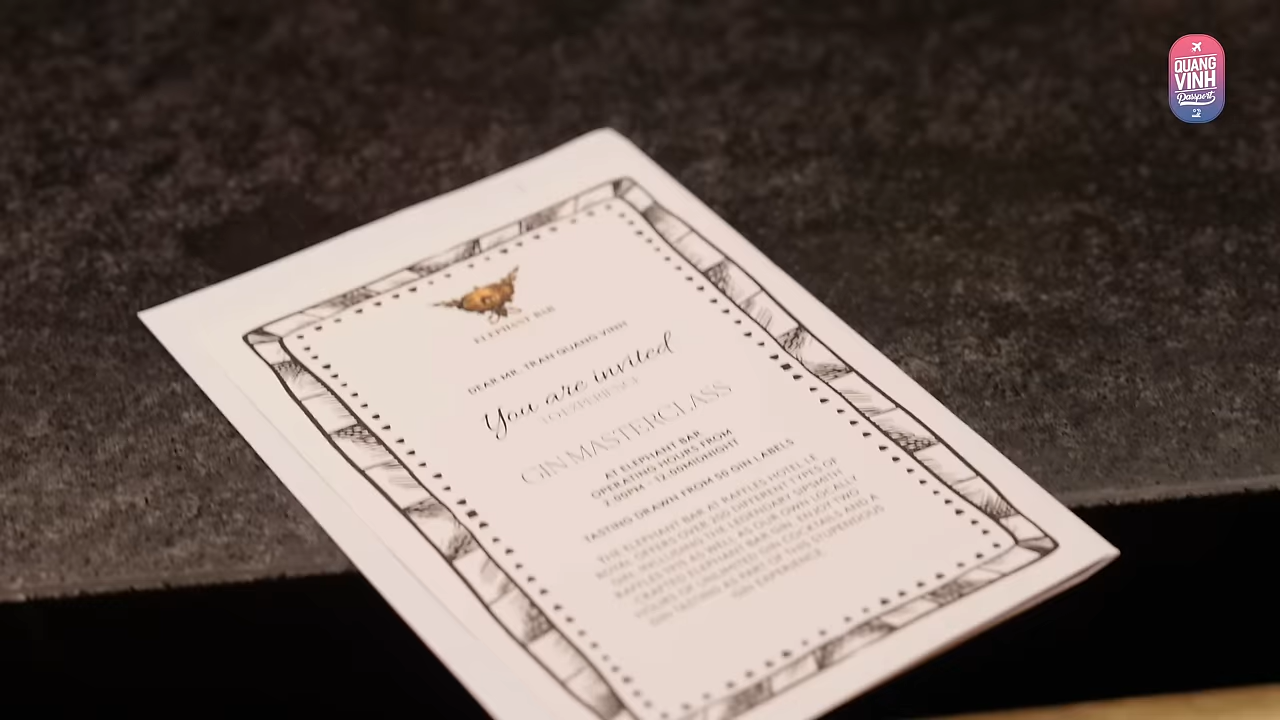 QUANG
VINH
Passport
ELEPHANT BAR
DEAR MR. TRAN QUANG VINH
You are invited
TO EXPERIENCE
GIN MASTERCLASS
AT ELEPHANT BAR
OPERATING HOURS FROM
2.00PM - 12.00MIDNIGHT
TASTING DRAWN FROM 50 GIN LABELS
THE ELEPHANT BAR AT RAFFLES HOTEL LE
ROYAL OFFERS OVER 250 DIFFERENT TYPES OF
GIN, INCLUDING THE LEGENDARY SIPSMITH
RAFFLES 1915 AS WELL AS OUR OWN LOCALLY
CRAFTED ELEPHANT BAR GIN. ENJOY TWO
HOURS OF UNLIMITED GIN COCKTAILS AND A
GIN TASTING AS PART OF THIS STUPENDOUS
GIN EXPERIENCE.